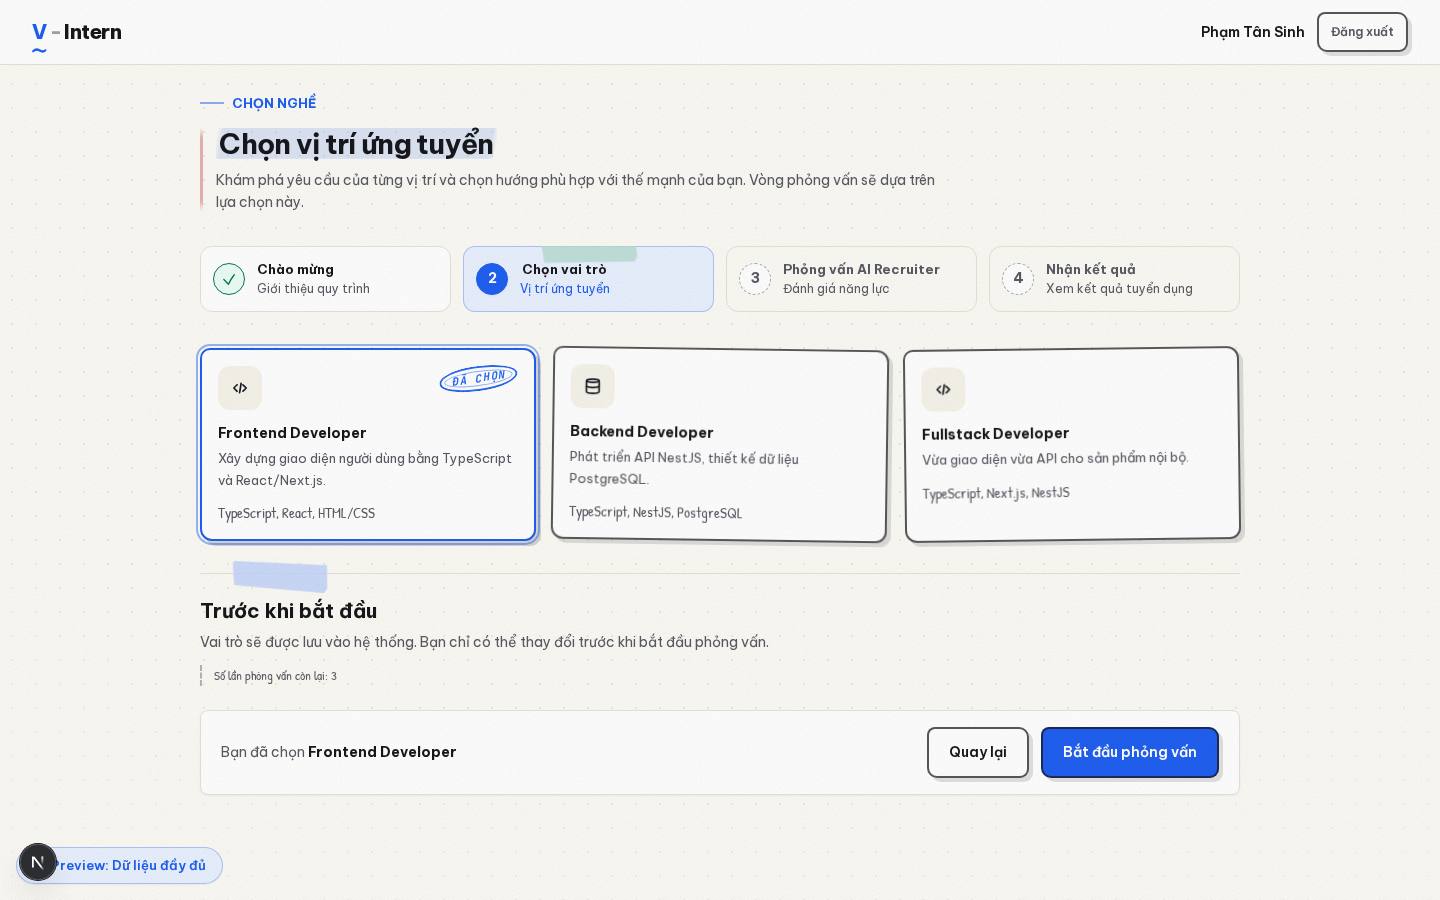 V - Intern
Phạm Tân Sinh
Đăng xuất
CHỌN NGHỀ
Chọn vị trí ứng tuyển
Khám phá yêu cầu của từng vị trí và chọn hướng phù hợp với thế mạnh của bạn. Vòng phỏng vấn sẽ dựa trên
lựa chọn này.
Chào mừng
Giới thiệu quy trình
2
Chọn vai trò
Vị trí ứng tuyển
3
Phỏng vấn AI Recruiter
Đánh giá năng lực
4
Nhận kết quả
Xem kết quả tuyển dụng
ĐÃ CHỌN
Frontend Developer
Xây dựng giao diện người dùng bằng TypeScript
và React/Next.js.
TypeScript, React, HTML/CSS
Backend Developer
Phát triển API NestJS, thiết kế dữ liệu
PostgreSQL.
TypeScript, NestJS, PostgreSQL
Fullstack Developer
Vừa giao diện vừa API cho sản phẩm nội bộ.
TypeScript, Next.js, NestJS
Trước khi bắt đầu
Vai trò sẽ được lưu vào hệ thống. Bạn chỉ có thể thay đổi trước khi bắt đầu phỏng vấn.
Số lần phỏng vấn còn lại: 3
Bạn đã chọn Frontend Developer
Quay lại
Bắt đầu phỏng vấn
N
Preview: Dữ liệu đầy đủ